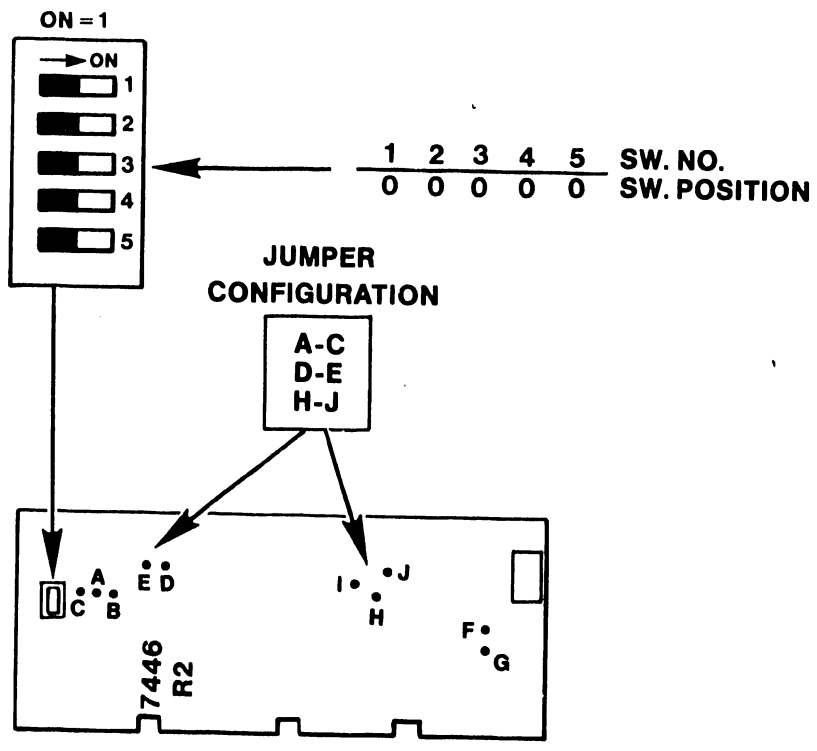 ON = 1
ON
1
2
3
4
5
1 2 3 4 5 SW. NO.
0 0 0 0 0 SW. POSITION
JUMPER
CONFIGURATION
A-C
D-E
H-J
E D
A
C B
I J
H
F
G
7446
R2